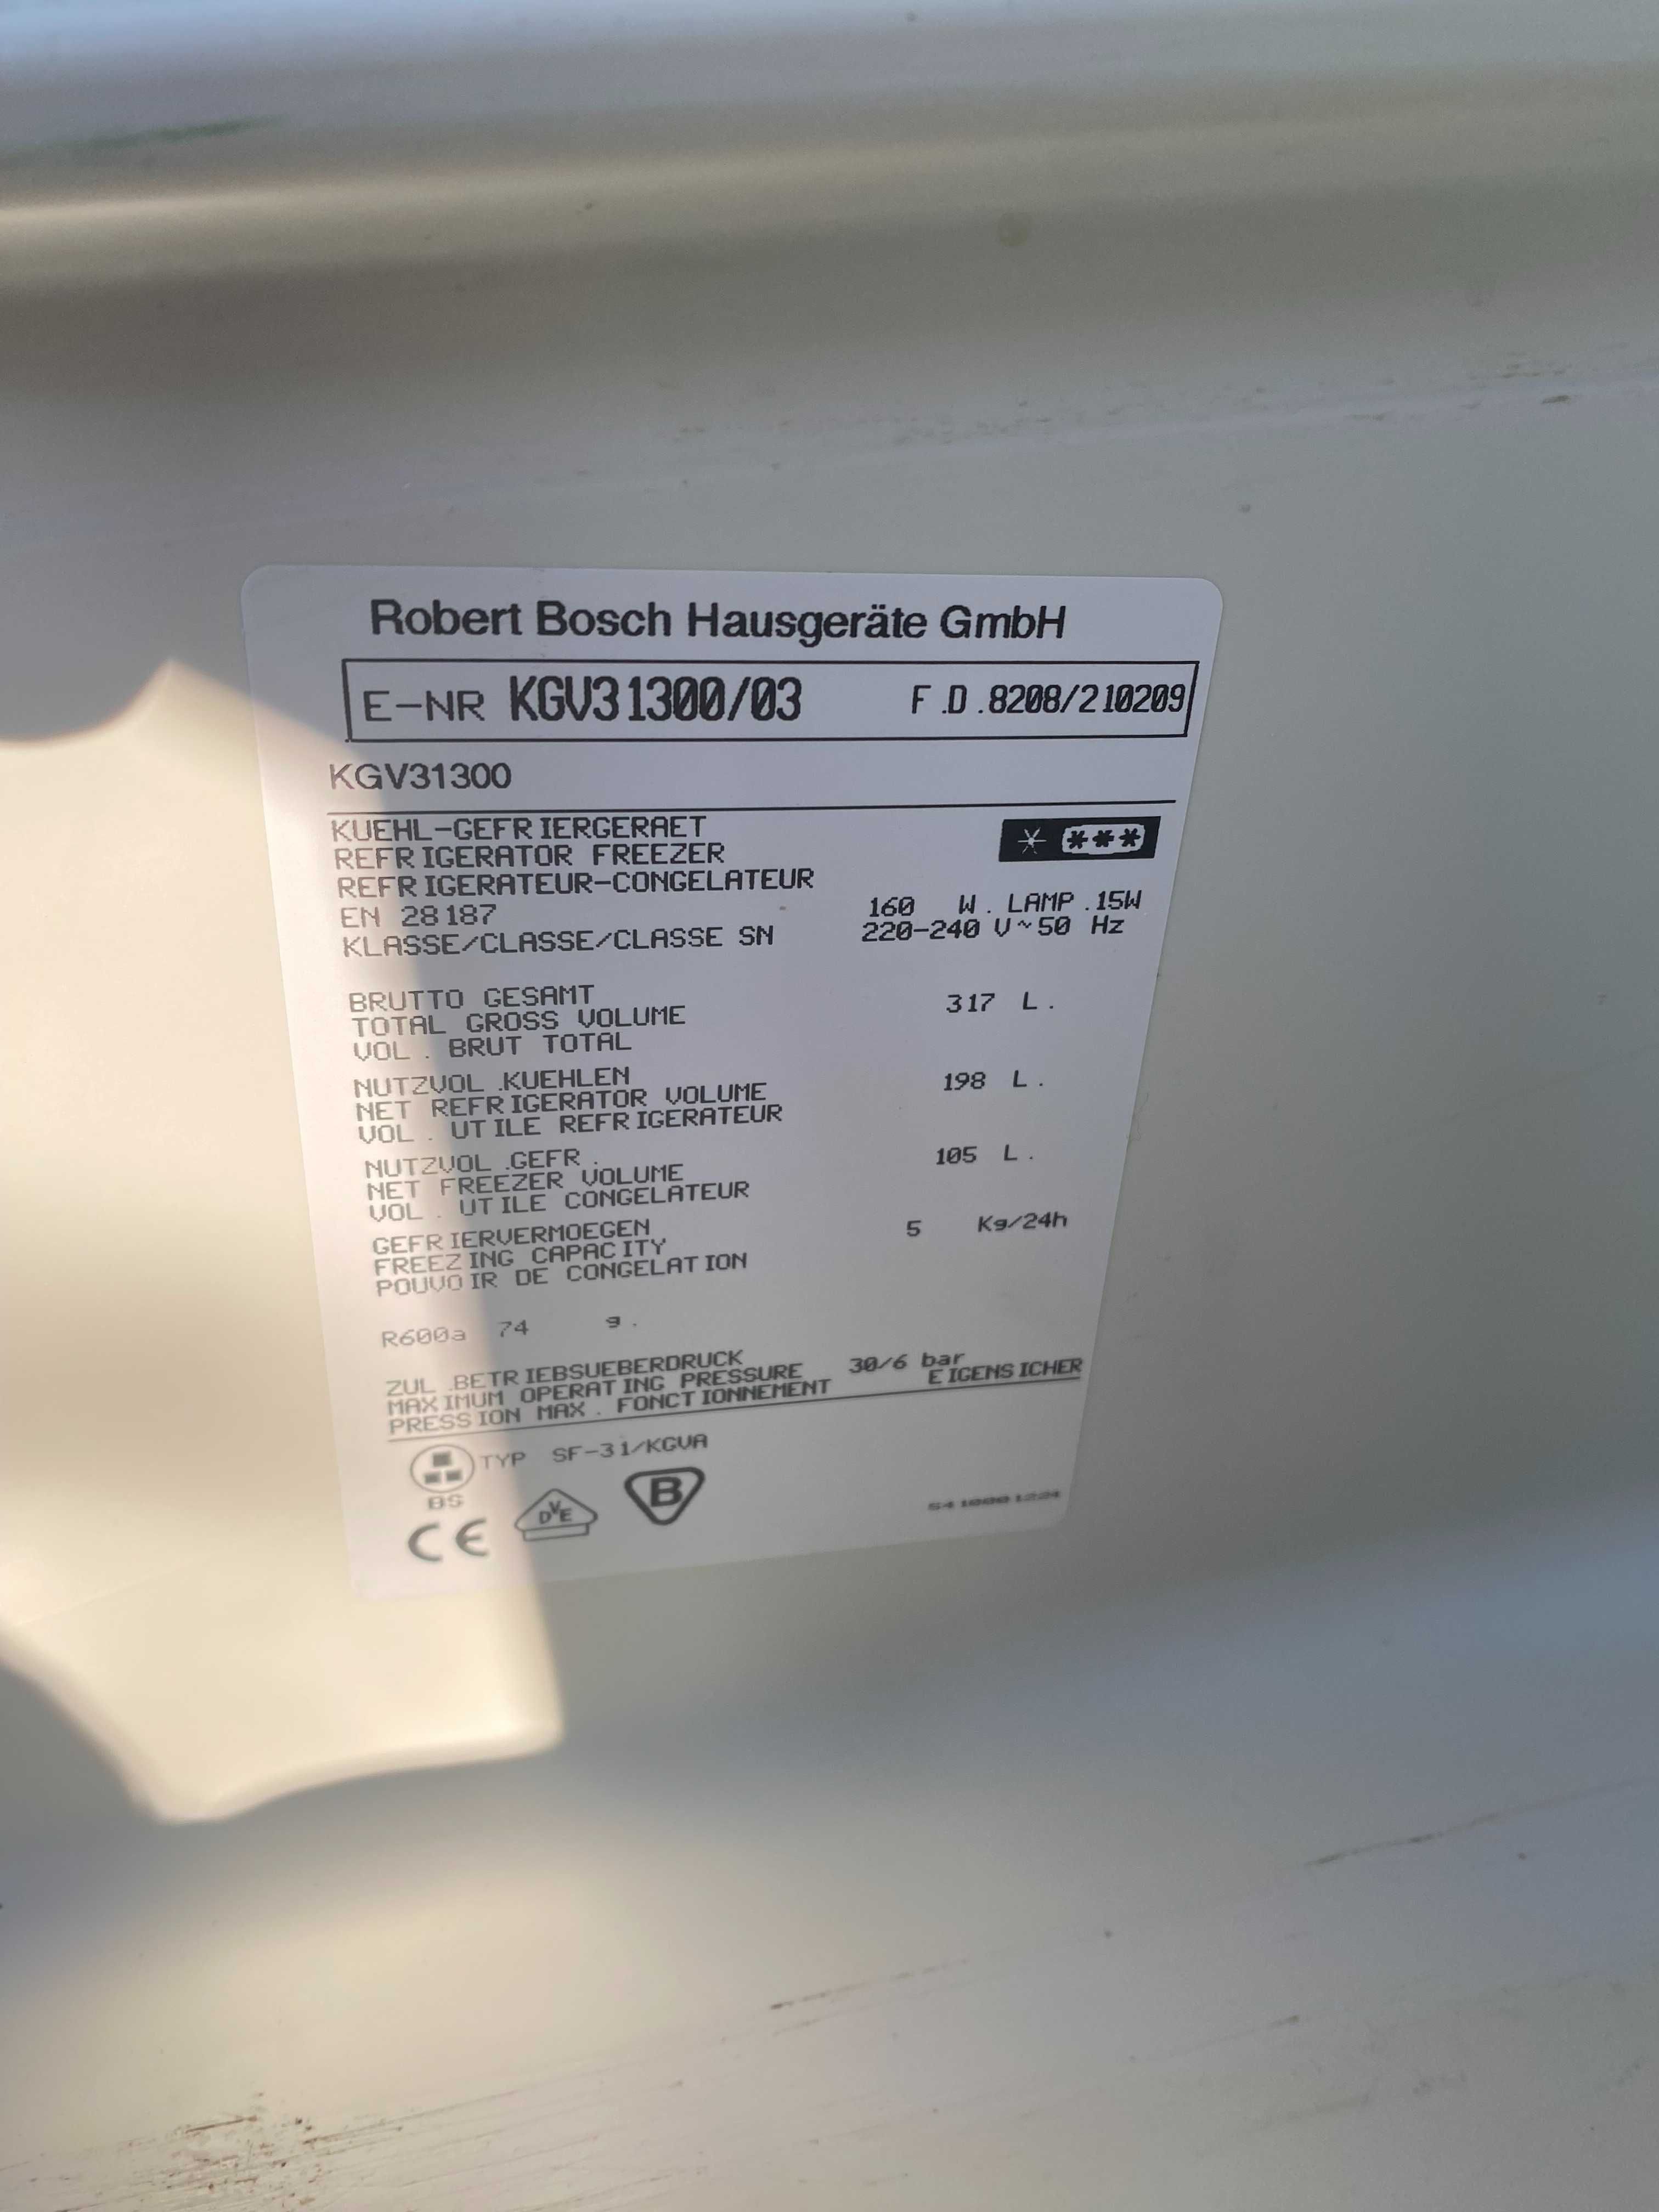 Robert Bosch Hausgeräte GmbH
E-NR KGV31300/03 F.D.8208/210209
KGV31300
KUEHL-GEFRIERGERAET
REFRIGERATOR FREEZER
REFRIGERATEUR-CONGELATEUR
EN 28187 160 W. LAMP.15W
KLASSE/CLASSE/CLASSE SN 220-240 V~50 Hz
BRUTTO GESAMT
TOTAL GROSS VOLUME 317 L.
VOL. BRUT TOTAL
NUTZVOL.KUEHLEN
NET REFRIGERATOR VOLUME 198 L.
VOL. UTILE REFRIGERATEUR
NUTZVOL.GEFR.
NET FREEZER VOLUME 105 L.
VOL. UTILE CONGELATEUR
GEFRIERVERMOEGEN
FREEZING CAPACITY 5 Kg/24h
POUVOIR DE CONGELATION
R600a 74 g.
ZUL.BETRIEBSUEBERDRUCK
MAXIMUM OPERATING PRESSURE 30/6 bar
PRESSION MAX. FONCTIONNEMENT EIGENSICHER
TYP SF-31/KGVA
BS
CE DVE B